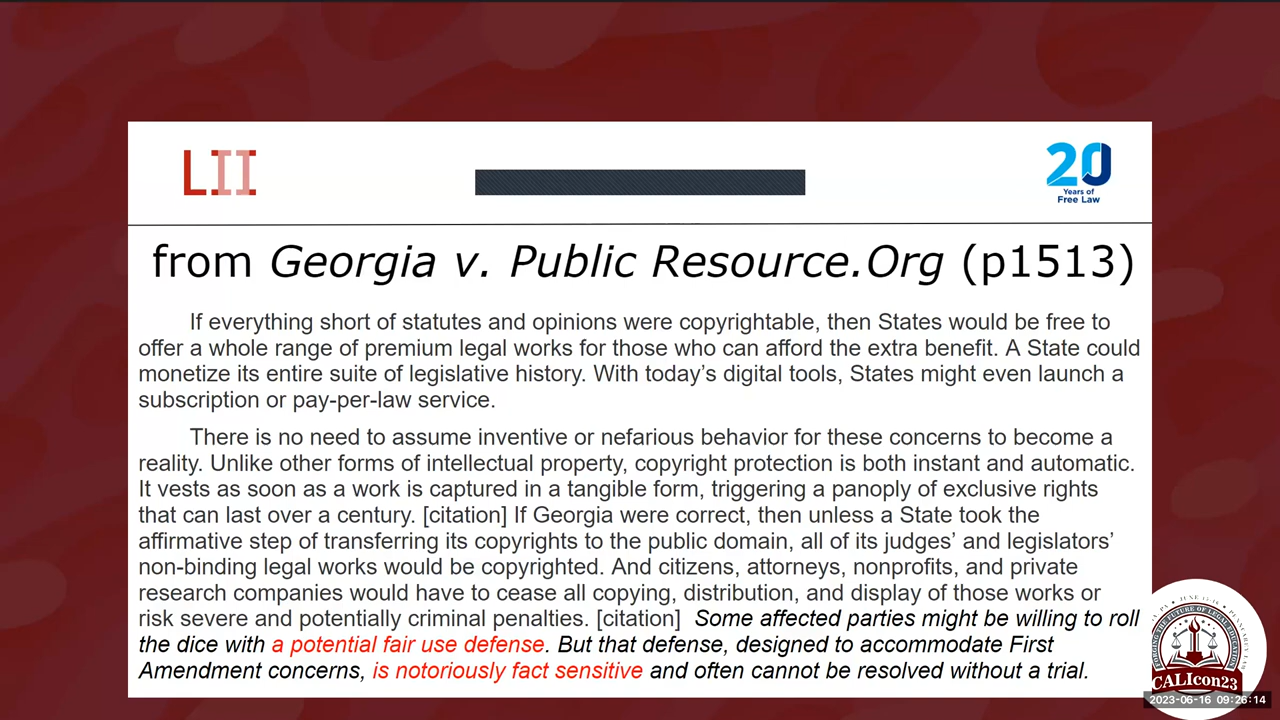 LII
20
Years of
Free Law
from Georgia v. Public Resource.Org (p1513)
If everything short of statutes and opinions were copyrightable, then States would be free to
offer a whole range of premium legal works for those who can afford the extra benefit. A State could
monetize its entire suite of legislative history. With today’s digital tools, States might even launch a
subscription or pay-per-law service.
There is no need to assume inventive or nefarious behavior for these concerns to become a
reality. Unlike other forms of intellectual property, copyright protection is both instant and automatic.
It vests as soon as a work is captured in a tangible form, triggering a panoply of exclusive rights
that can last over a century. [citation] If Georgia were correct, then unless a State took the
affirmative step of transferring its copyrights to the public domain, all of its judges’ and legislators’
non-binding legal works would be copyrighted. And citizens, attorneys, nonprofits, and private
research companies would have to cease all copying, distribution, and display of those works or
risk severe and potentially criminal penalties. [citation] Some affected parties might be willing to roll
the dice with a potential fair use defense. But that defense, designed to accommodate First
Amendment concerns, is notoriously fact sensitive and often cannot be resolved without a trial.
CALIcon23
2023-06-16 09:26:14